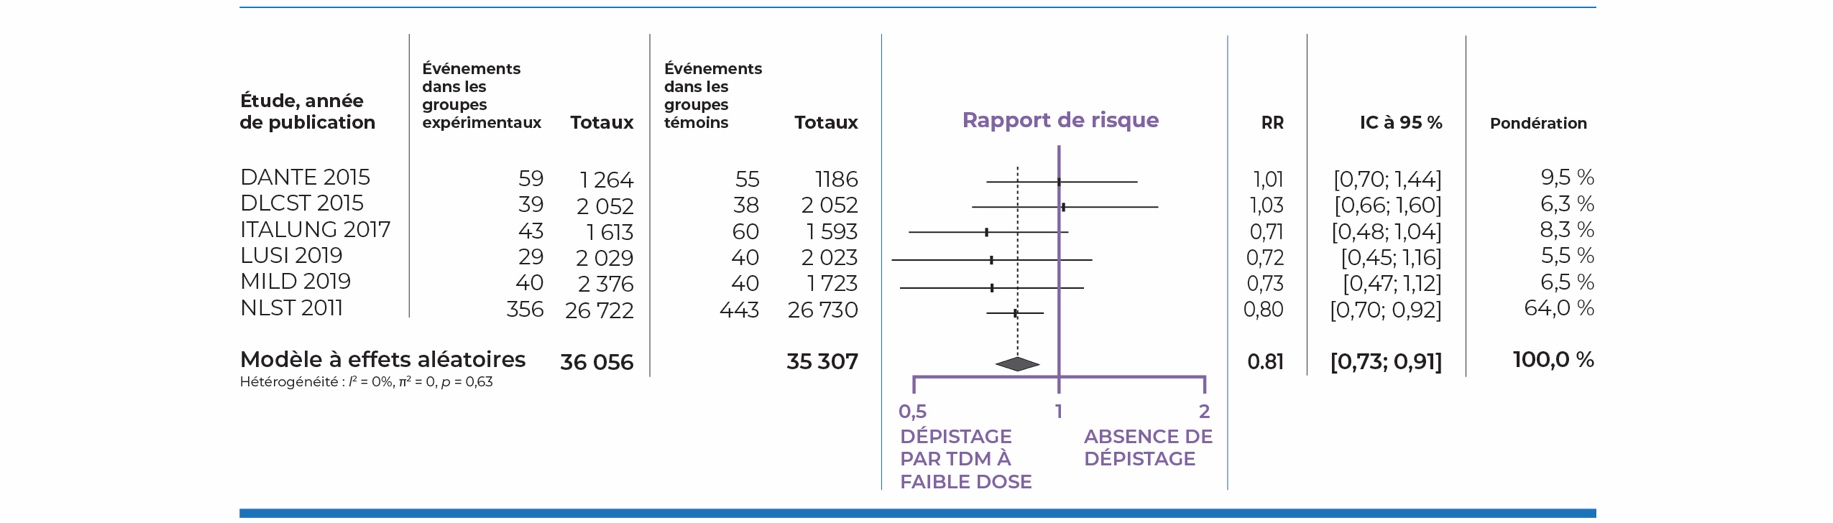 Étude, année
de publication
Événements
dans les
groupes
expérimentaux
Totaux
Événements
dans les
groupes
témoins
Totaux
Rapport de risque
RR
IC à 95 %
Pondération
DANTE 2015 59 1 264 55 1186 1,01 [0,70; 1,44] 9,5 %
DLCST 2015 39 2 052 38 2 052 1,03 [0,66; 1,60] 6,3 %
ITALUNG 2017 43 1 613 60 1 593 0,71 [0,48; 1,04] 8,3 %
LUSI 2019 29 2 029 40 2 023 0,72 [0,45; 1,16] 5,5 %
MILD 2019 40 2 376 40 1 723 0,73 [0,47; 1,12] 6,5 %
NLST 2011 356 26 722 443 26 730 0,80 [0,70; 0,92] 64,0 %
Modèle à effets aléatoires 36 056 35 307 0.81 [0,73; 0,91] 100,0 %
Hétérogénéité : I² = 0%, π² = 0, p = 0,63
0,5 1 2
DÉPISTAGE
PAR TDM À
FAIBLE DOSE
ABSENCE DE
DÉPISTAGE